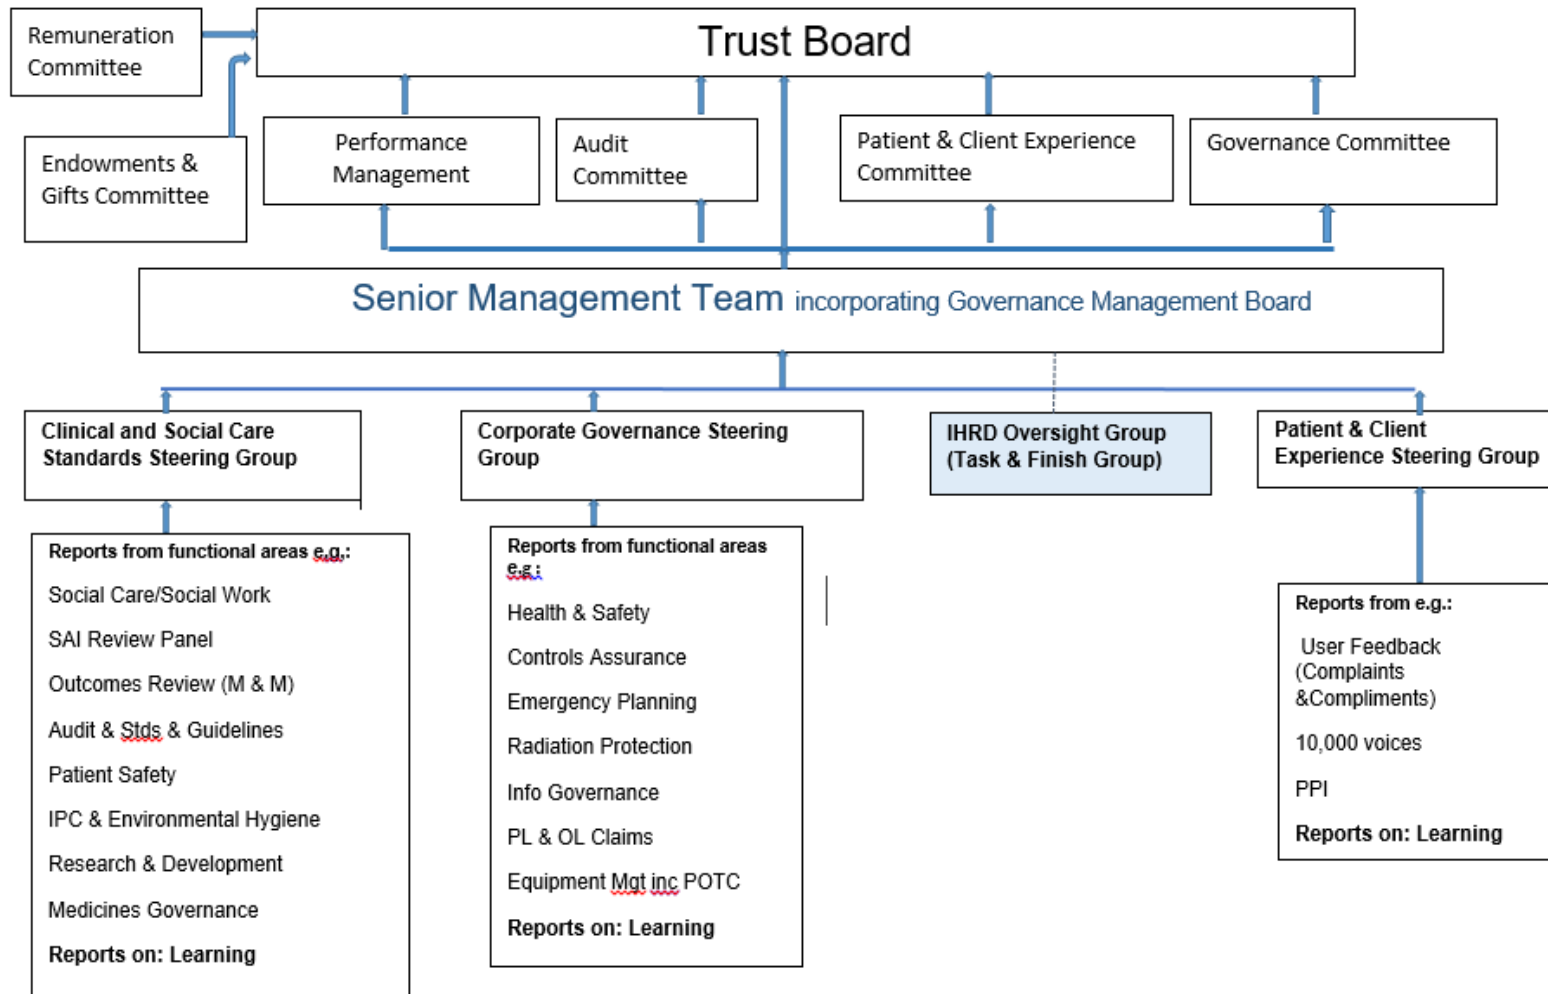 Remuneration
Committee
Trust Board
Endowments &
Gifts Committee
Performance
Management
Audit
Committee
Patient & Client Experience
Committee
Governance Committee
Senior Management Team incorporating Governance Management Board
Clinical and Social Care
Standards Steering Group
Corporate Governance Steering
Group
IHRD Oversight Group
(Task & Finish Group)
Patient & Client
Experience Steering Group
Reports from functional areas e.g.:
Social Care/Social Work
SAI Review Panel
Outcomes Review (M & M)
Audit & Stds & Guidelines
Patient Safety
IPC & Environmental Hygiene
Research & Development
Medicines Governance
Reports on: Learning
Reports from functional areas
e.g :
Health & Safety
Controls Assurance
Emergency Planning
Radiation Protection
Info Governance
PL & OL Claims
Equipment Mgt inc POTC
Reports on: Learning
Reports from e.g.:
User Feedback
(Complaints
&Compliments)
10,000 voices
PPI
Reports on: Learning